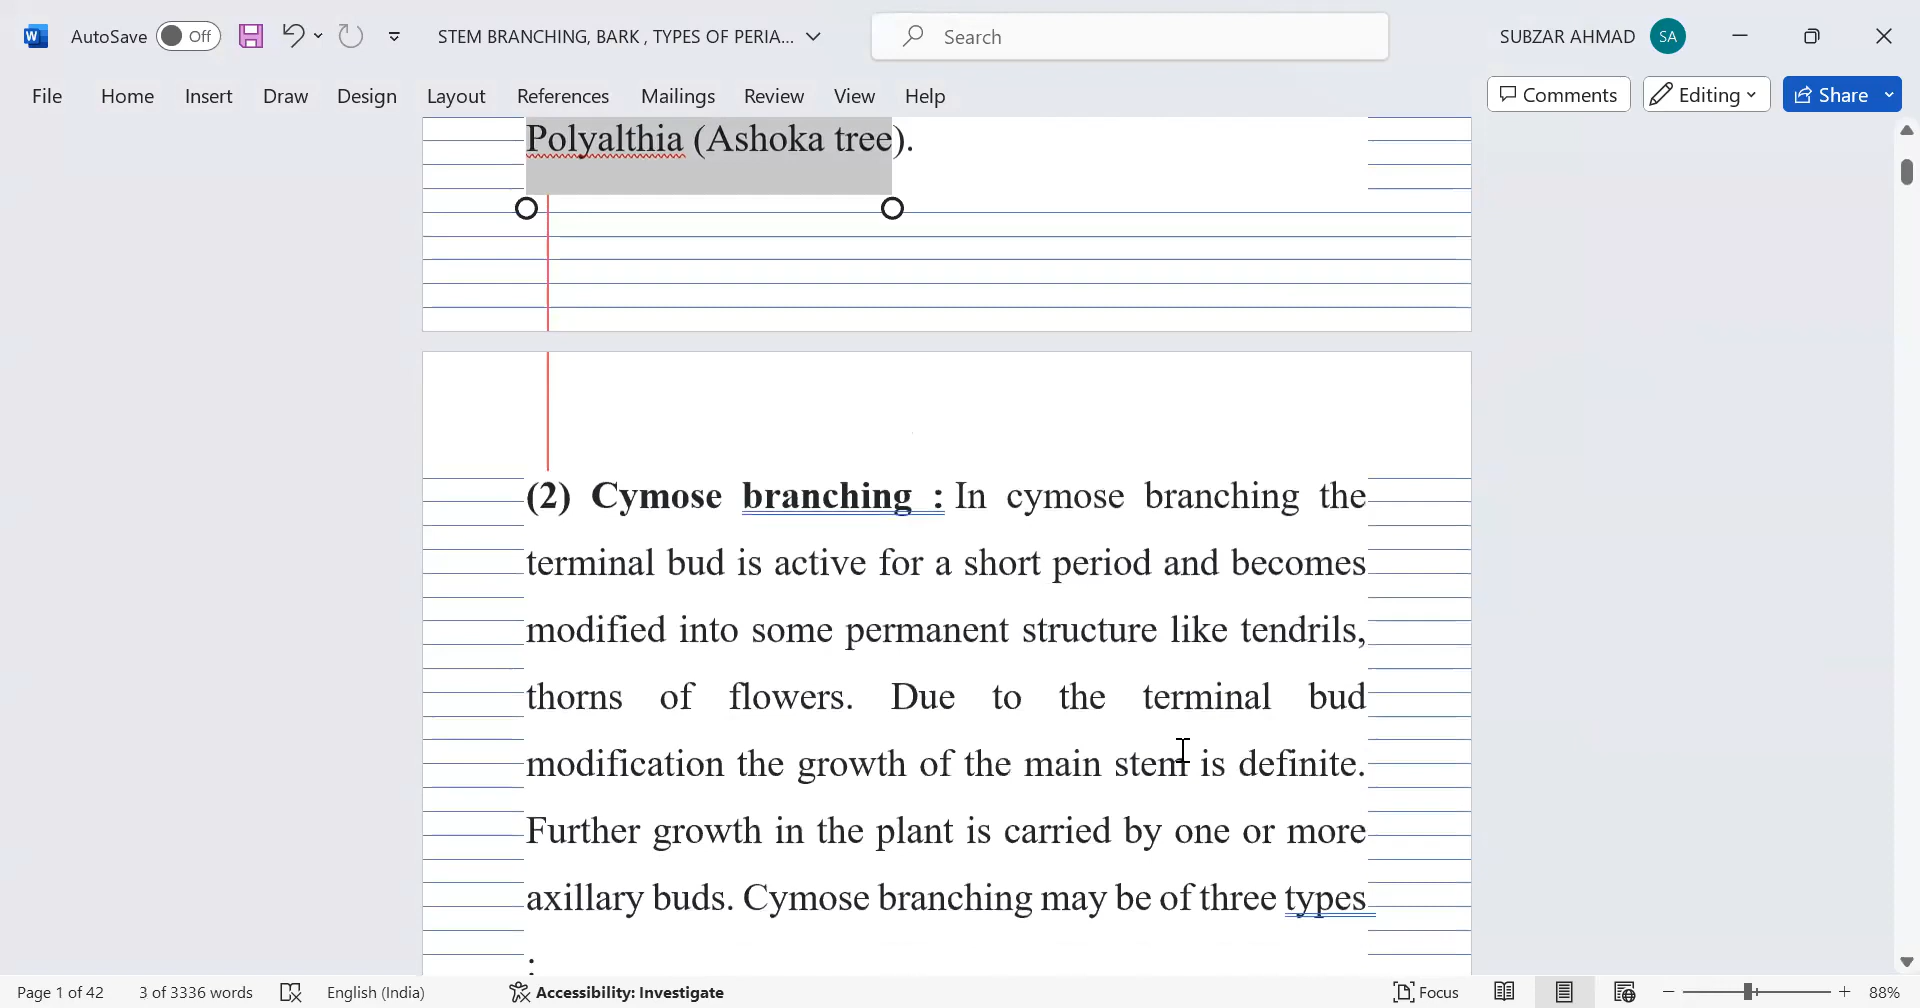 AutoSave Off STEM BRANCHING, BARK , TYPES OF PERIA... Search SUBZAR AHMAD SA
File Home Insert Draw Design Layout References Mailings Review View Help Comments Editing Share
Polyalthia (Ashoka tree).
(2) Cymose branching : In cymose branching the
terminal bud is active for a short period and becomes
modified into some permanent structure like tendrils,
thorns of flowers. Due to the terminal bud
modification the growth of the main stem is definite.
Further growth in the plant is carried by one or more
axillary buds. Cymose branching may be of three types
:
Page 1 of 42 3 of 3336 words English (India) Accessibility: Investigate Focus 88%